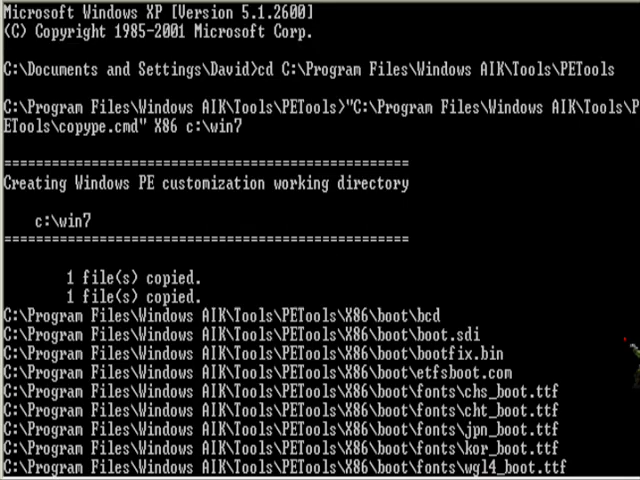 Microsoft Windows XP [Version 5.1.2600]
(C) Copyright 1985-2001 Microsoft Corp.
C:\Documents and Settings\David>cd C:\Program Files\Windows AIK\Tools\PETools
C:\Program Files\Windows AIK\Tools\PETools>"C:\Program Files\Windows AIK\Tools\P
ETools\copype.cmd" X86 c:\win7
===================================================
Creating Windows PE customization working directory
c:\win7
===================================================
1 file(s) copied.
1 file(s) copied.
C:\Program Files\Windows AIK\Tools\PETools\X86\boot\bcd
C:\Program Files\Windows AIK\Tools\PETools\X86\boot\boot.sdi
C:\Program Files\Windows AIK\Tools\PETools\X86\boot\bootfix.bin
C:\Program Files\Windows AIK\Tools\PETools\X86\boot\etfsboot.com
C:\Program Files\Windows AIK\Tools\PETools\X86\boot\fonts\chs_boot.ttf
C:\Program Files\Windows AIK\Tools\PETools\X86\boot\fonts\cht_boot.ttf
C:\Program Files\Windows AIK\Tools\PETools\X86\boot\fonts\jpn_boot.ttf
C:\Program Files\Windows AIK\Tools\PETools\X86\boot\fonts\kor_boot.ttf
C:\Program Files\Windows AIK\Tools\PETools\X86\boot\fonts\wgl4_boot.ttf